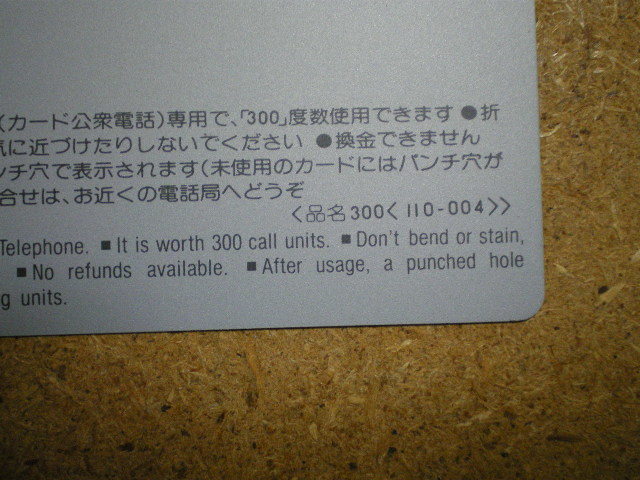 (カード公衆電話)専用で、「300」度数使用できます ●折
気に近づけたりしないでください ●換金できません
ンチ穴で表示されます(未使用のカードにはパンチ穴が
合せは、お近くの電話局へどうぞ
〈品名300〈110-004〉〉
Telephone. ■ It is worth 300 call units. ■ Don't bend or stain,
■ No refunds available. ■ After usage, a punched hole
g units.